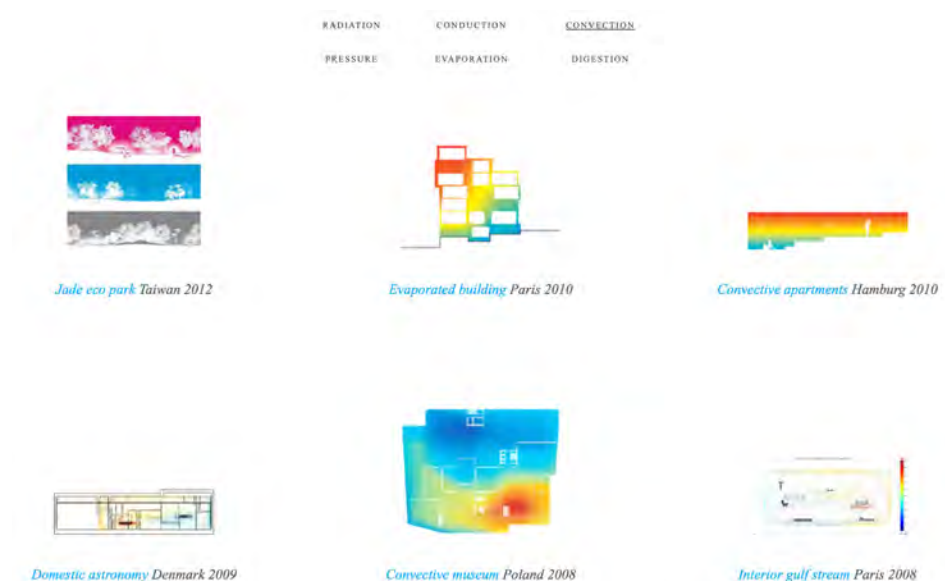 RADIATION CONDUCTION CONVECTION
PRESSURE EVAPORATION DIGESTION
Jade eco park Taiwan 2012
Evaporated building Paris 2010
Convective apartments Hamburg 2010
Domestic astronomy Denmark 2009
Convective museum Poland 2008
Interior gulf stream Paris 2008